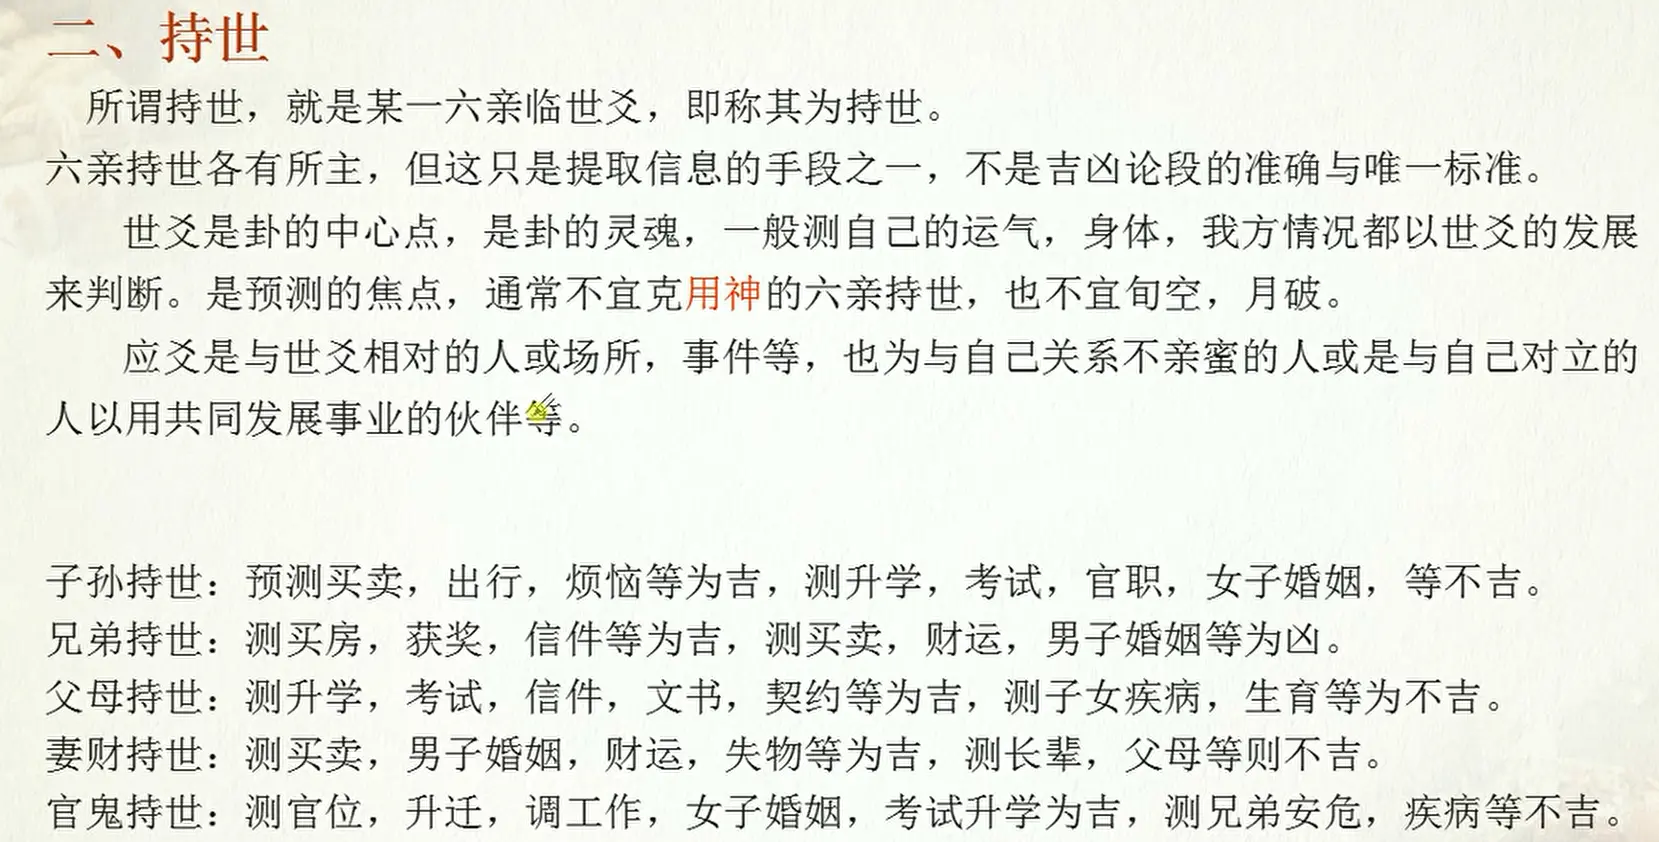 二、持世
所谓持世，就是某一六亲临世爻，即称其为持世。
六亲持世各有所主，但这只是提取信息的手段之一，不是吉凶论段的准确与唯一标准。
世爻是卦的中心点，是卦的灵魂，一般测自己的运气，身体，我方情况都以世爻的发展
来判断。是预测的焦点，通常不宜克用神的六亲持世，也不宜旬空，月破。
应爻是与世爻相对的人或场所，事件等，也为与自己关系不亲蜜的人或是与自己对立的
人以用共同发展事业的伙伴等。
子孙持世：预测买卖，出行，烦恼等为吉，测升学，考试，官职，女子婚姻，等不吉。
兄弟持世：测买房，获奖，信件等为吉，测买卖，财运，男子婚姻等为凶。
父母持世：测升学，考试，信件，文书，契约等为吉，测子女疾病，生育等为不吉。
妻财持世：测买卖，男子婚姻，财运，失物等为吉，测长辈，父母等则不吉。
官鬼持世：测官位，升迁，调工作，女子婚姻，考试升学为吉，测兄弟安危，疾病等不吉。